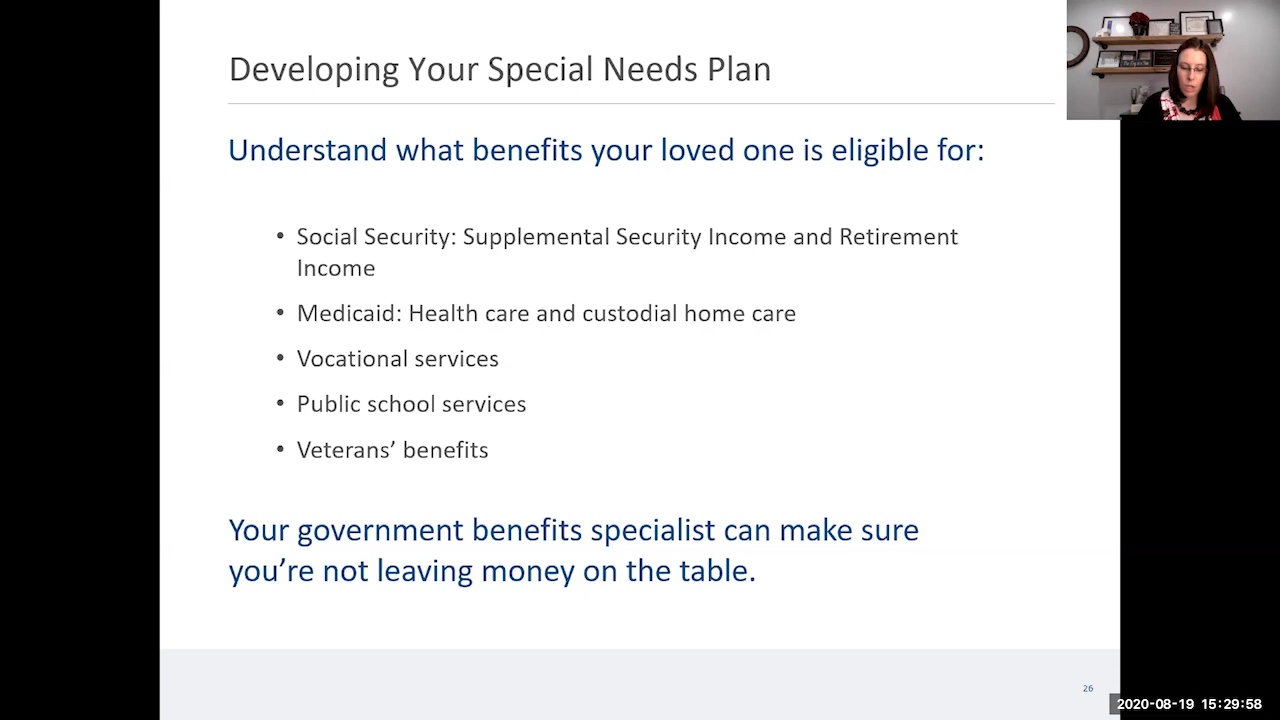 Developing Your Special Needs Plan
Understand what benefits your loved one is eligible for:
• Social Security: Supplemental Security Income and Retirement
Income
• Medicaid: Health care and custodial home care
• Vocational services
• Public school services
• Veterans’ benefits
Your government benefits specialist can make sure
you’re not leaving money on the table.
26
2020-08-19 15:29:58